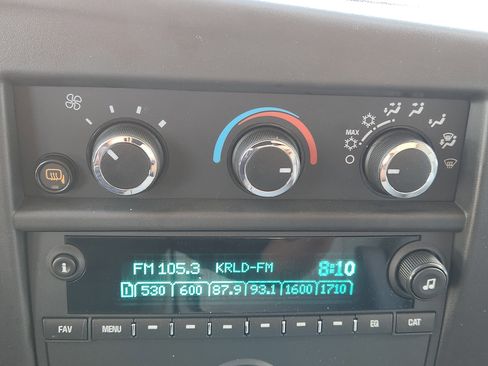 MAX
FM 105.3 KRLD-FM 8:10
1 530 600 87.9 93.1 1600 1710
i
FAV MENU EQ CAT